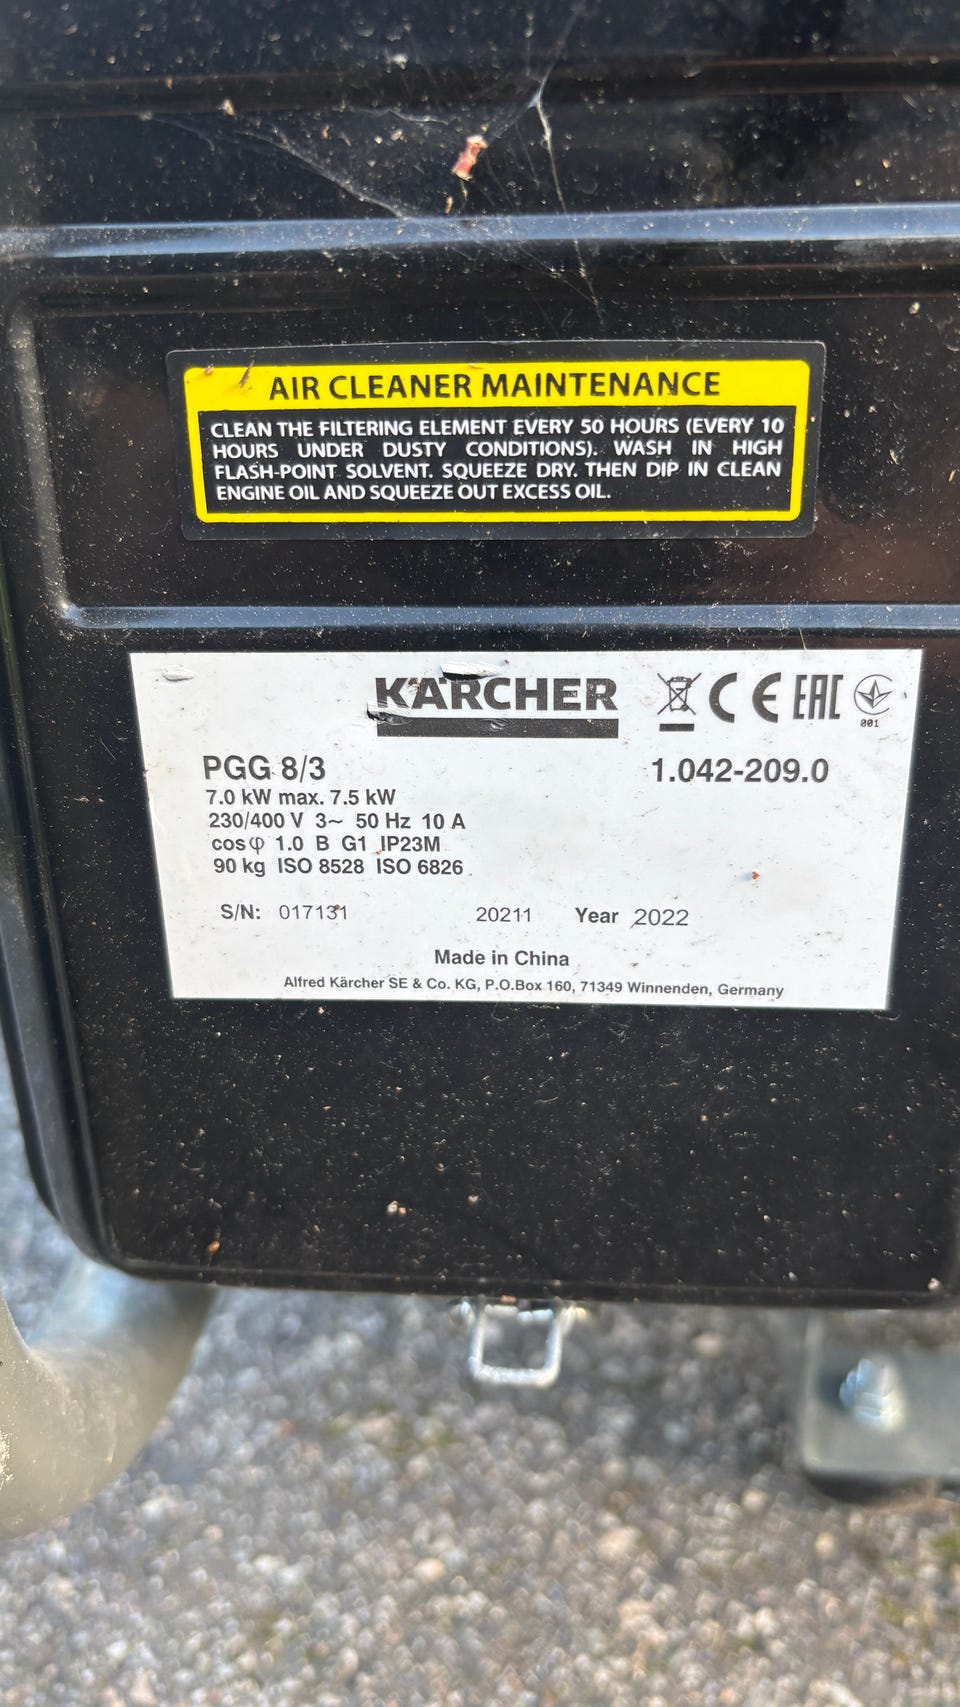 AIR CLEANER MAINTENANCE
CLEAN THE FILTERING ELEMENT EVERY 50 HOURS (EVERY 10
HOURS UNDER DUSTY CONDITIONS). WASH IN HIGH
FLASH-POINT SOLVENT. SQUEEZE DRY. THEN DIP IN CLEAN
ENGINE OIL AND SQUEEZE OUT EXCESS OIL.
KÄRCHER CE EAC
001
PGG 8/3 1.042-209.0
7.0 kW max. 7.5 kW
230/400 V 3~ 50 Hz 10 A
cos φ 1.0 B G1 IP23M
90 kg ISO 8528 ISO 6826
S/N: 017131 20211 Year 2022
Made in China
Alfred Kärcher SE & Co. KG, P.O.Box 160, 71349 Winnenden, Germany